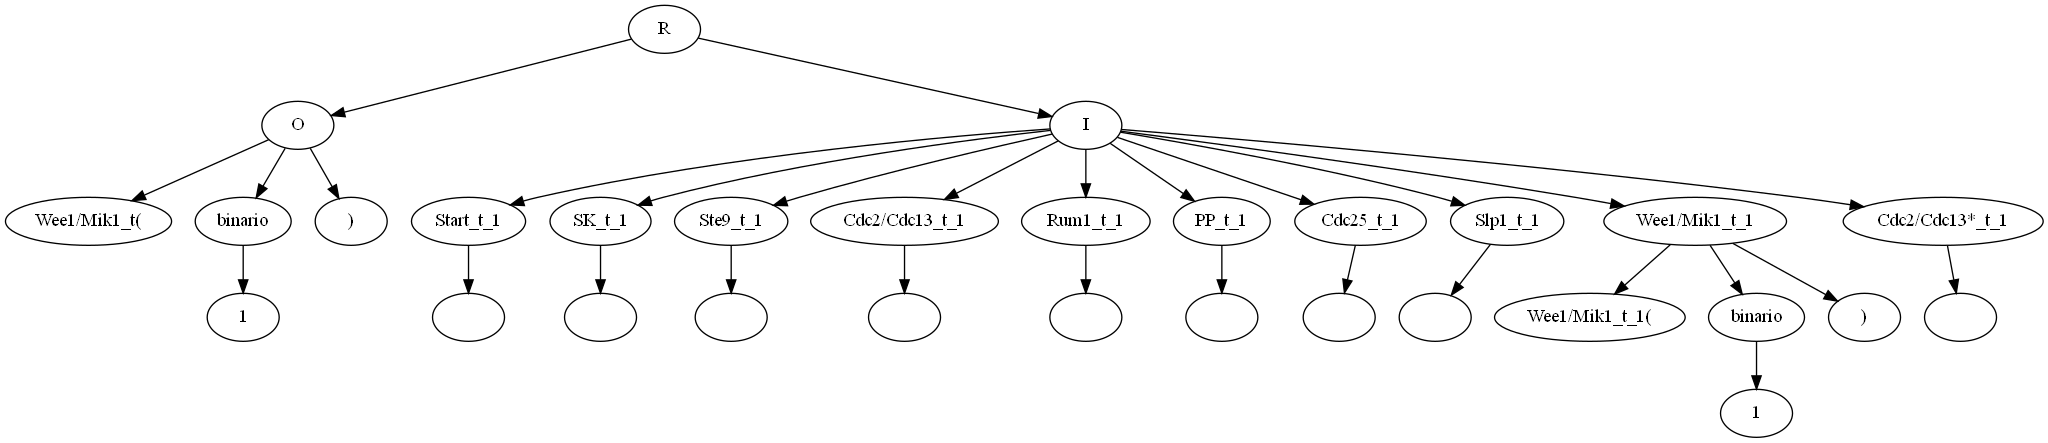 R
O
I
Wee1/Mik1_t(
binario
)
Start_t_1
SK_t_1
Ste9_t_1
Cdc2/Cdc13_t_1
Rum1_t_1
PP_t_1
Cdc25_t_1
Slp1_t_1
Wee1/Mik1_t_1
Cdc2/Cdc13*_t_1
1
Wee1/Mik1_t_1(
binario
)
1